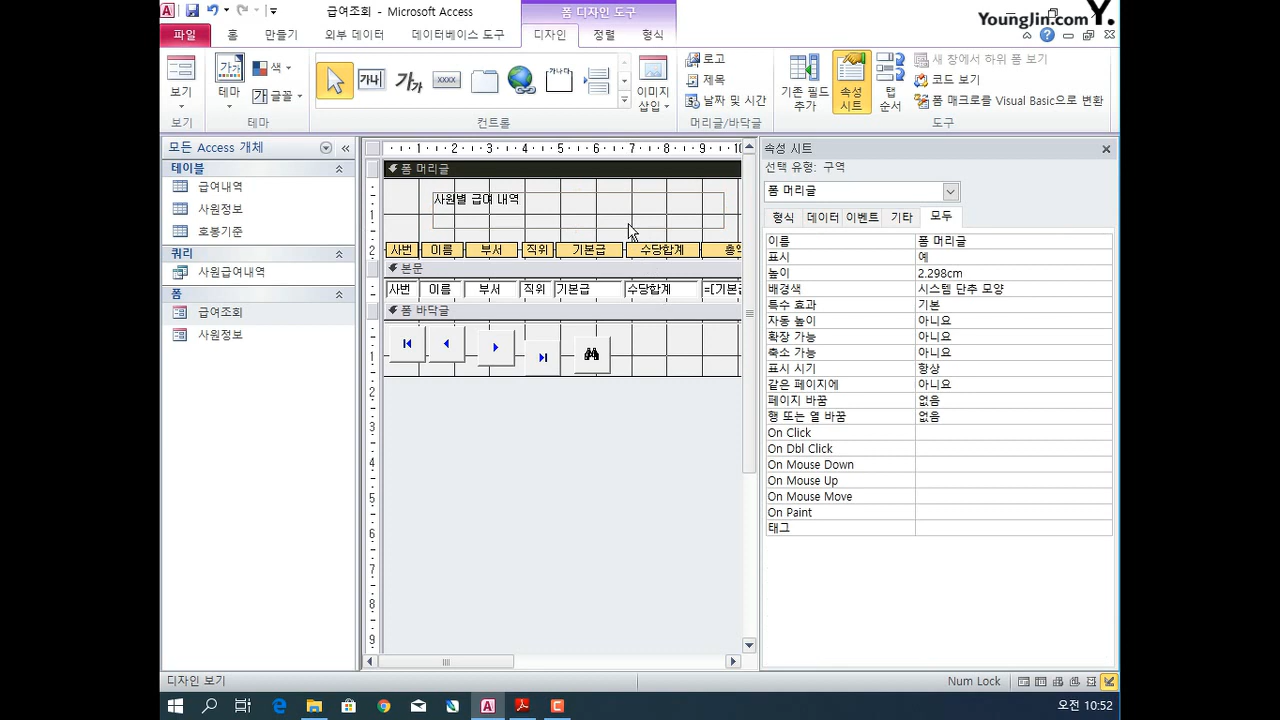 급여조회 - Microsoft Access
폼 디자인 도구
YoungJin.com Y.
파일 홈 만들기 외부 데이터 데이터베이스 도구 디자인 정렬 형식
보기
보기
테마
색
글꼴
테마
가나
가가
xxxx
컨트롤
이미지
삽입
로고
제목
날짜 및 시간
머리글/바닥글
기존 필드
추가
속성
시트
탭
순서
새 창에서 하위 폼 보기
코드 보기
폼 매크로를 Visual Basic으로 변환
도구
모든 Access 개체
테이블
급여내역
사원정보
호봉기준
쿼리
사원급여내역
폼
급여조회
사원정보
폼 머리글
사원별 급여 내역
사번 이름 부서 직위 기본급 수당합계
본문
사번 이름 부서 직위 기본급 수당합계 =[기본급
폼 바닥글
속성 시트
선택 유형: 구역
폼 머리글
형식 데이터 이벤트 기타 모두
이름 폼 머리글
표시 예
높이 2.298cm
배경색 시스템 단추 모양
특수 효과 기본
자동 높이 아니요
확장 가능 아니요
축소 가능 아니요
표시 시기 항상
같은 페이지에 아니요
페이지 바꿈 없음
행 또는 열 바꿈 없음
On Click
On Dbl Click
On Mouse Down
On Mouse Up
On Mouse Move
On Paint
태그
디자인 보기
Num Lock
오전 10:52